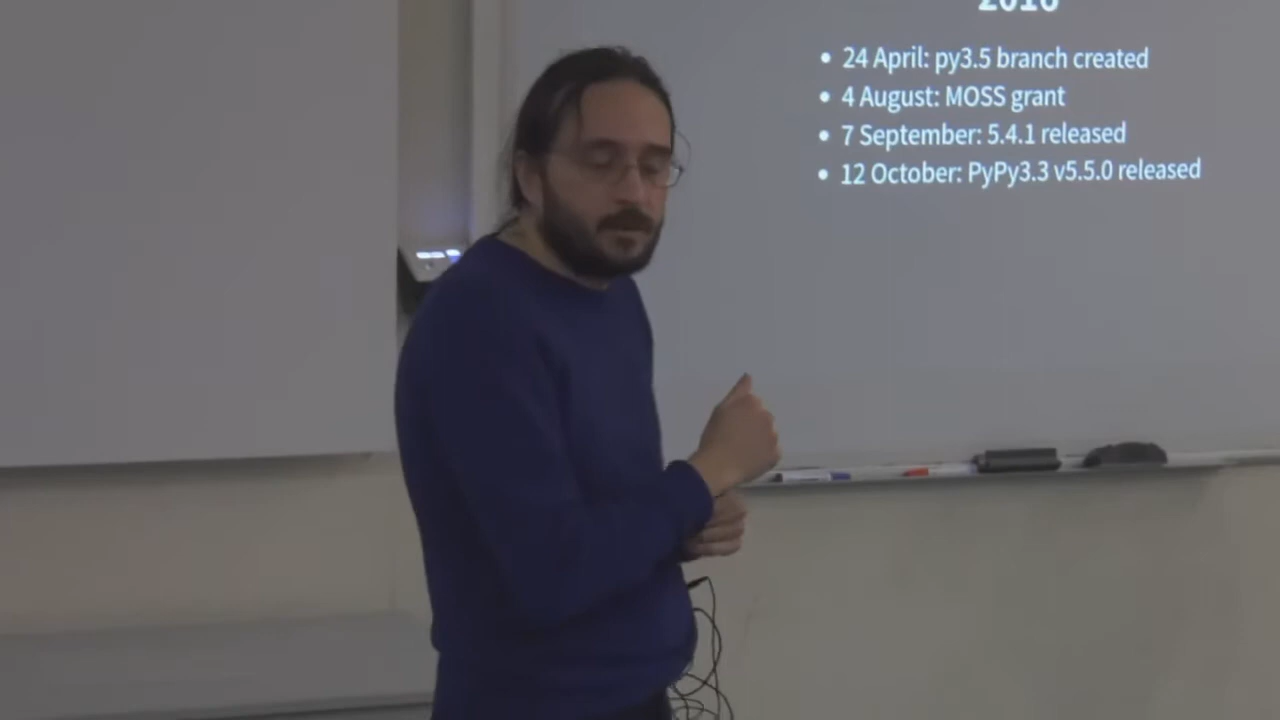 2016
• 24 April: py3.5 branch created
• 4 August: MOSS grant
• 7 September: 5.4.1 released
• 12 October: PyPy3.3 v5.5.0 released